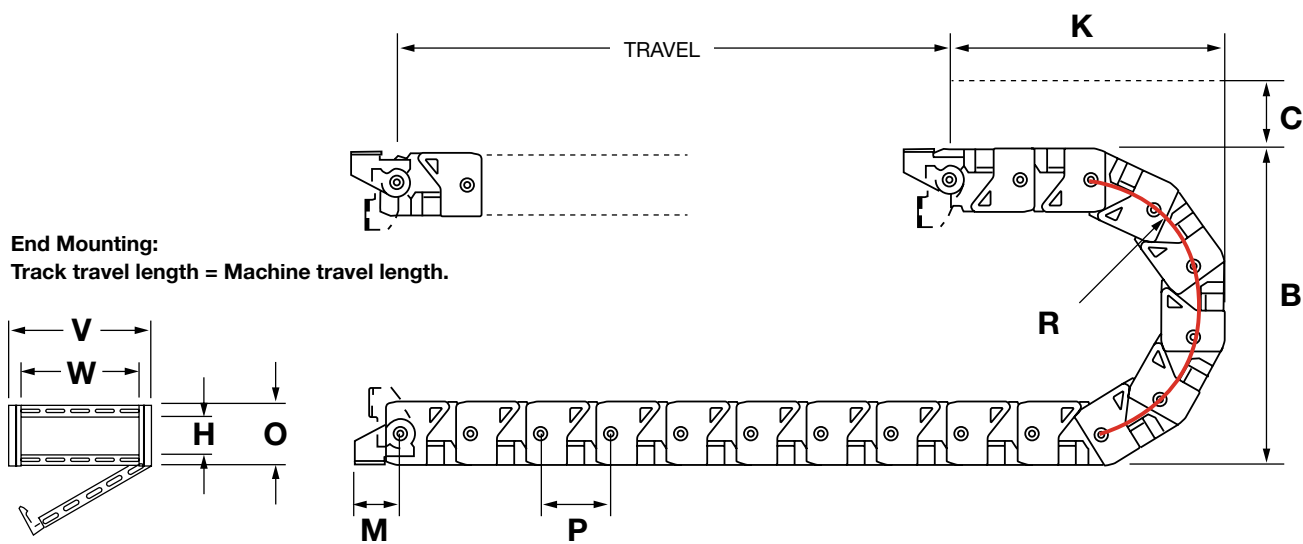 K
TRAVEL
C
End Mounting:
Track travel length = Machine travel length.
B
R
V
W
H
O
M
P